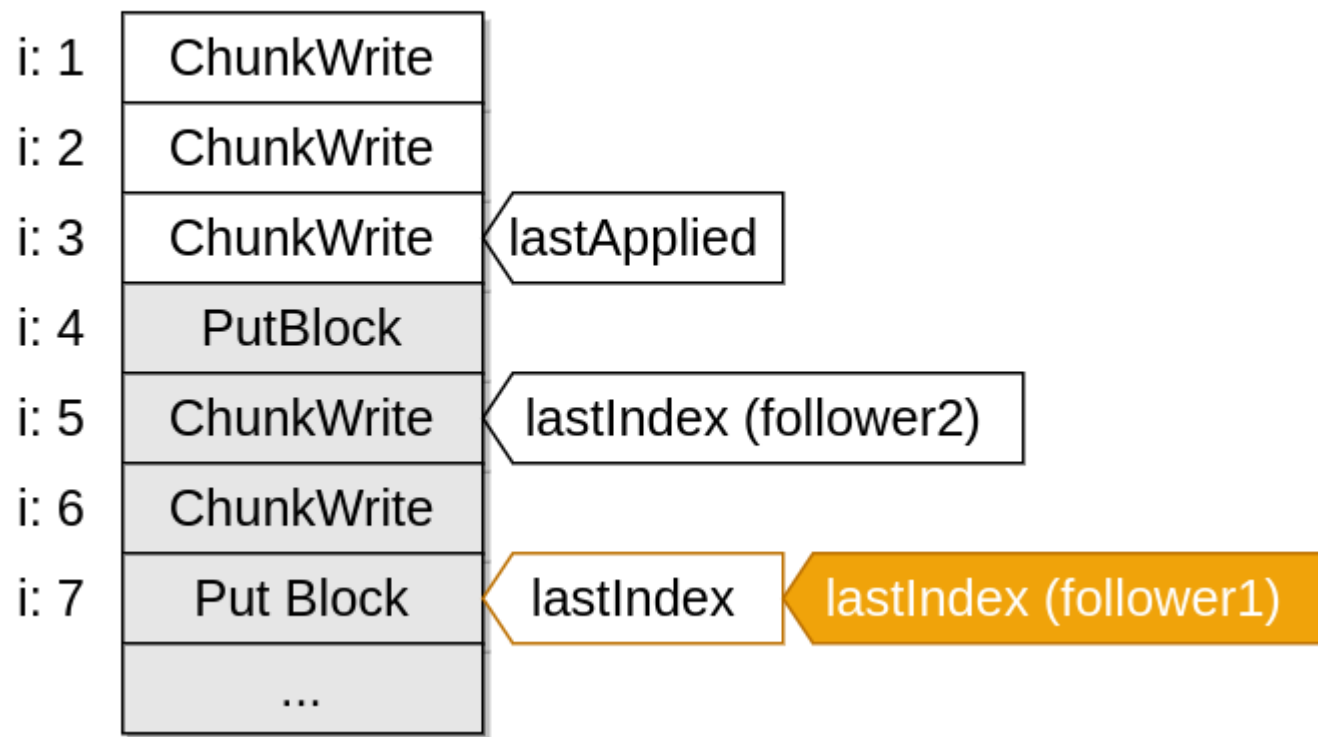 i: 1 ChunkWrite
i: 2 ChunkWrite
i: 3 ChunkWrite lastApplied
i: 4 PutBlock
i: 5 ChunkWrite lastIndex (follower2)
i: 6 ChunkWrite
i: 7 Put Block lastIndex lastIndex (follower1)
...